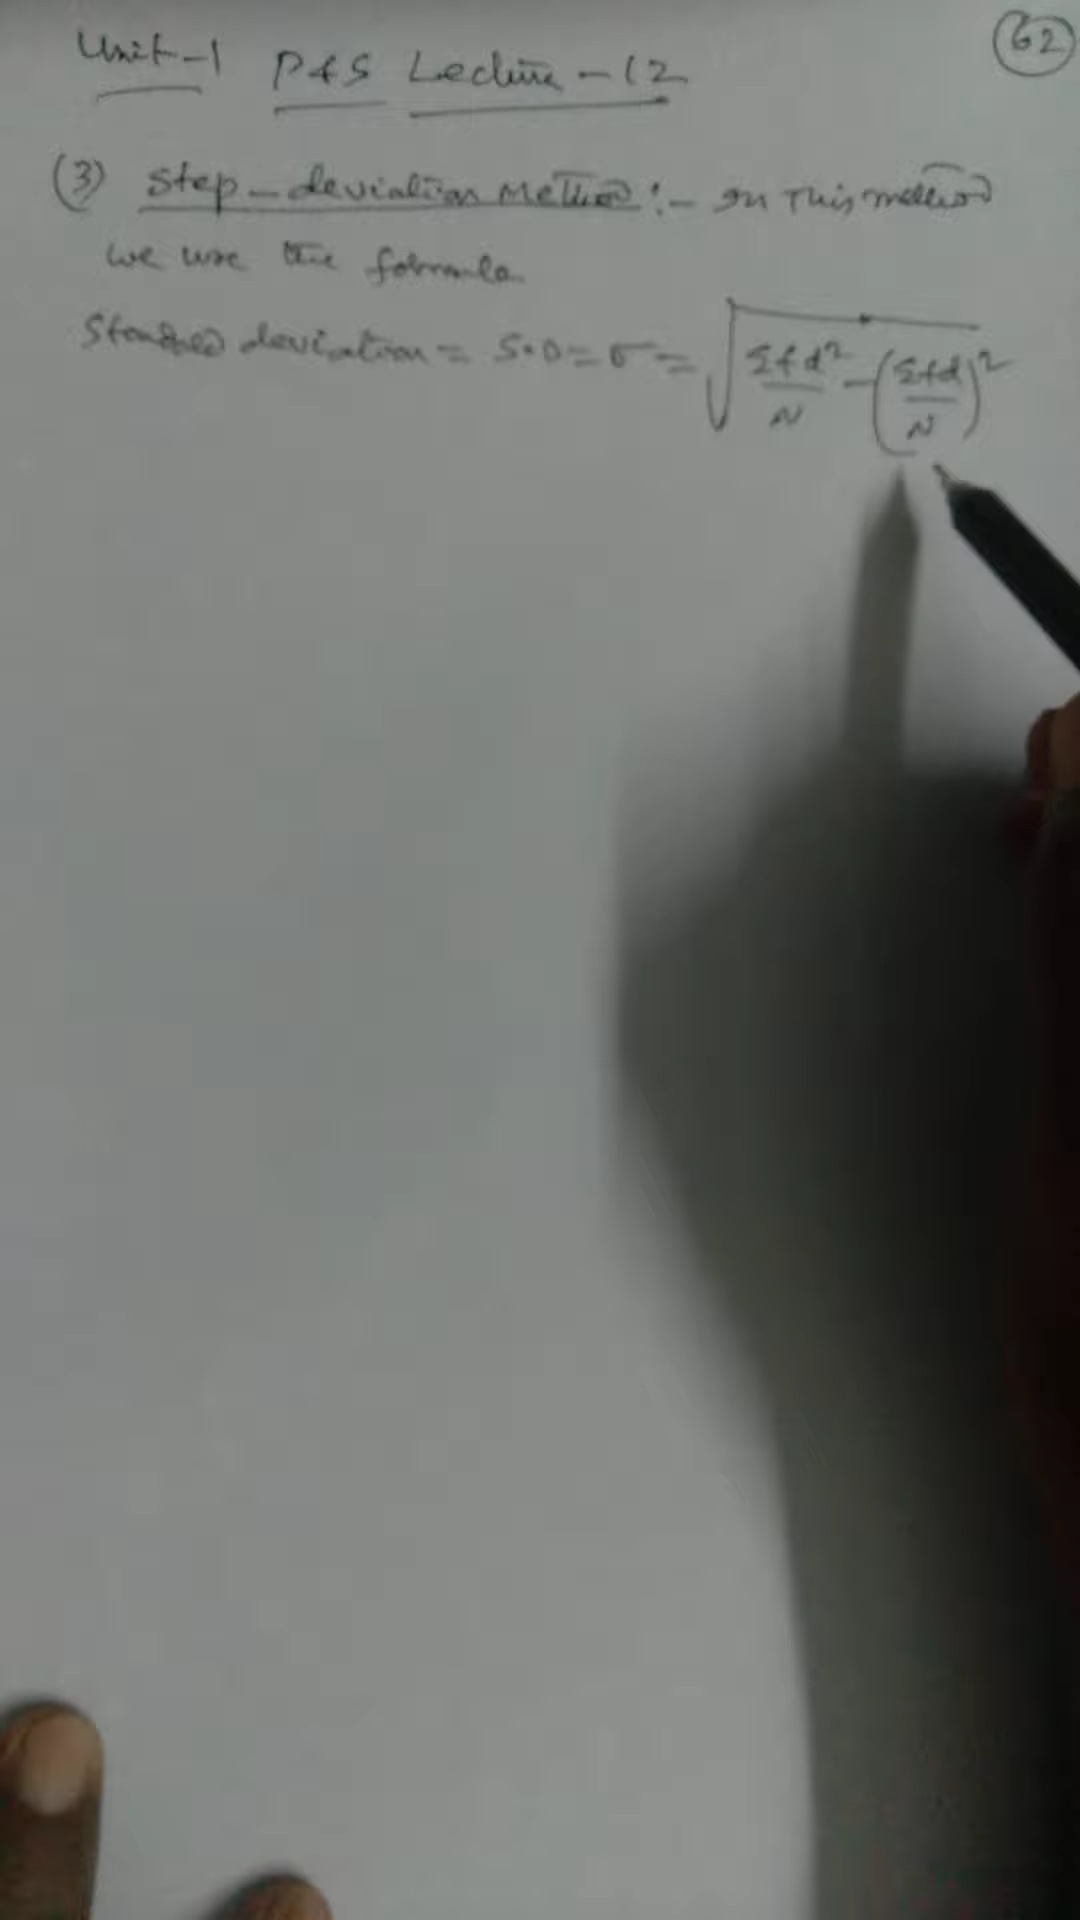 Unit-1 P&S Lecture-12 62
(3) Step-deviation Method :- In This method
we use the formula
Standard deviation = S.D = σ = √(Σfd²/N - (Σfd/N)²)